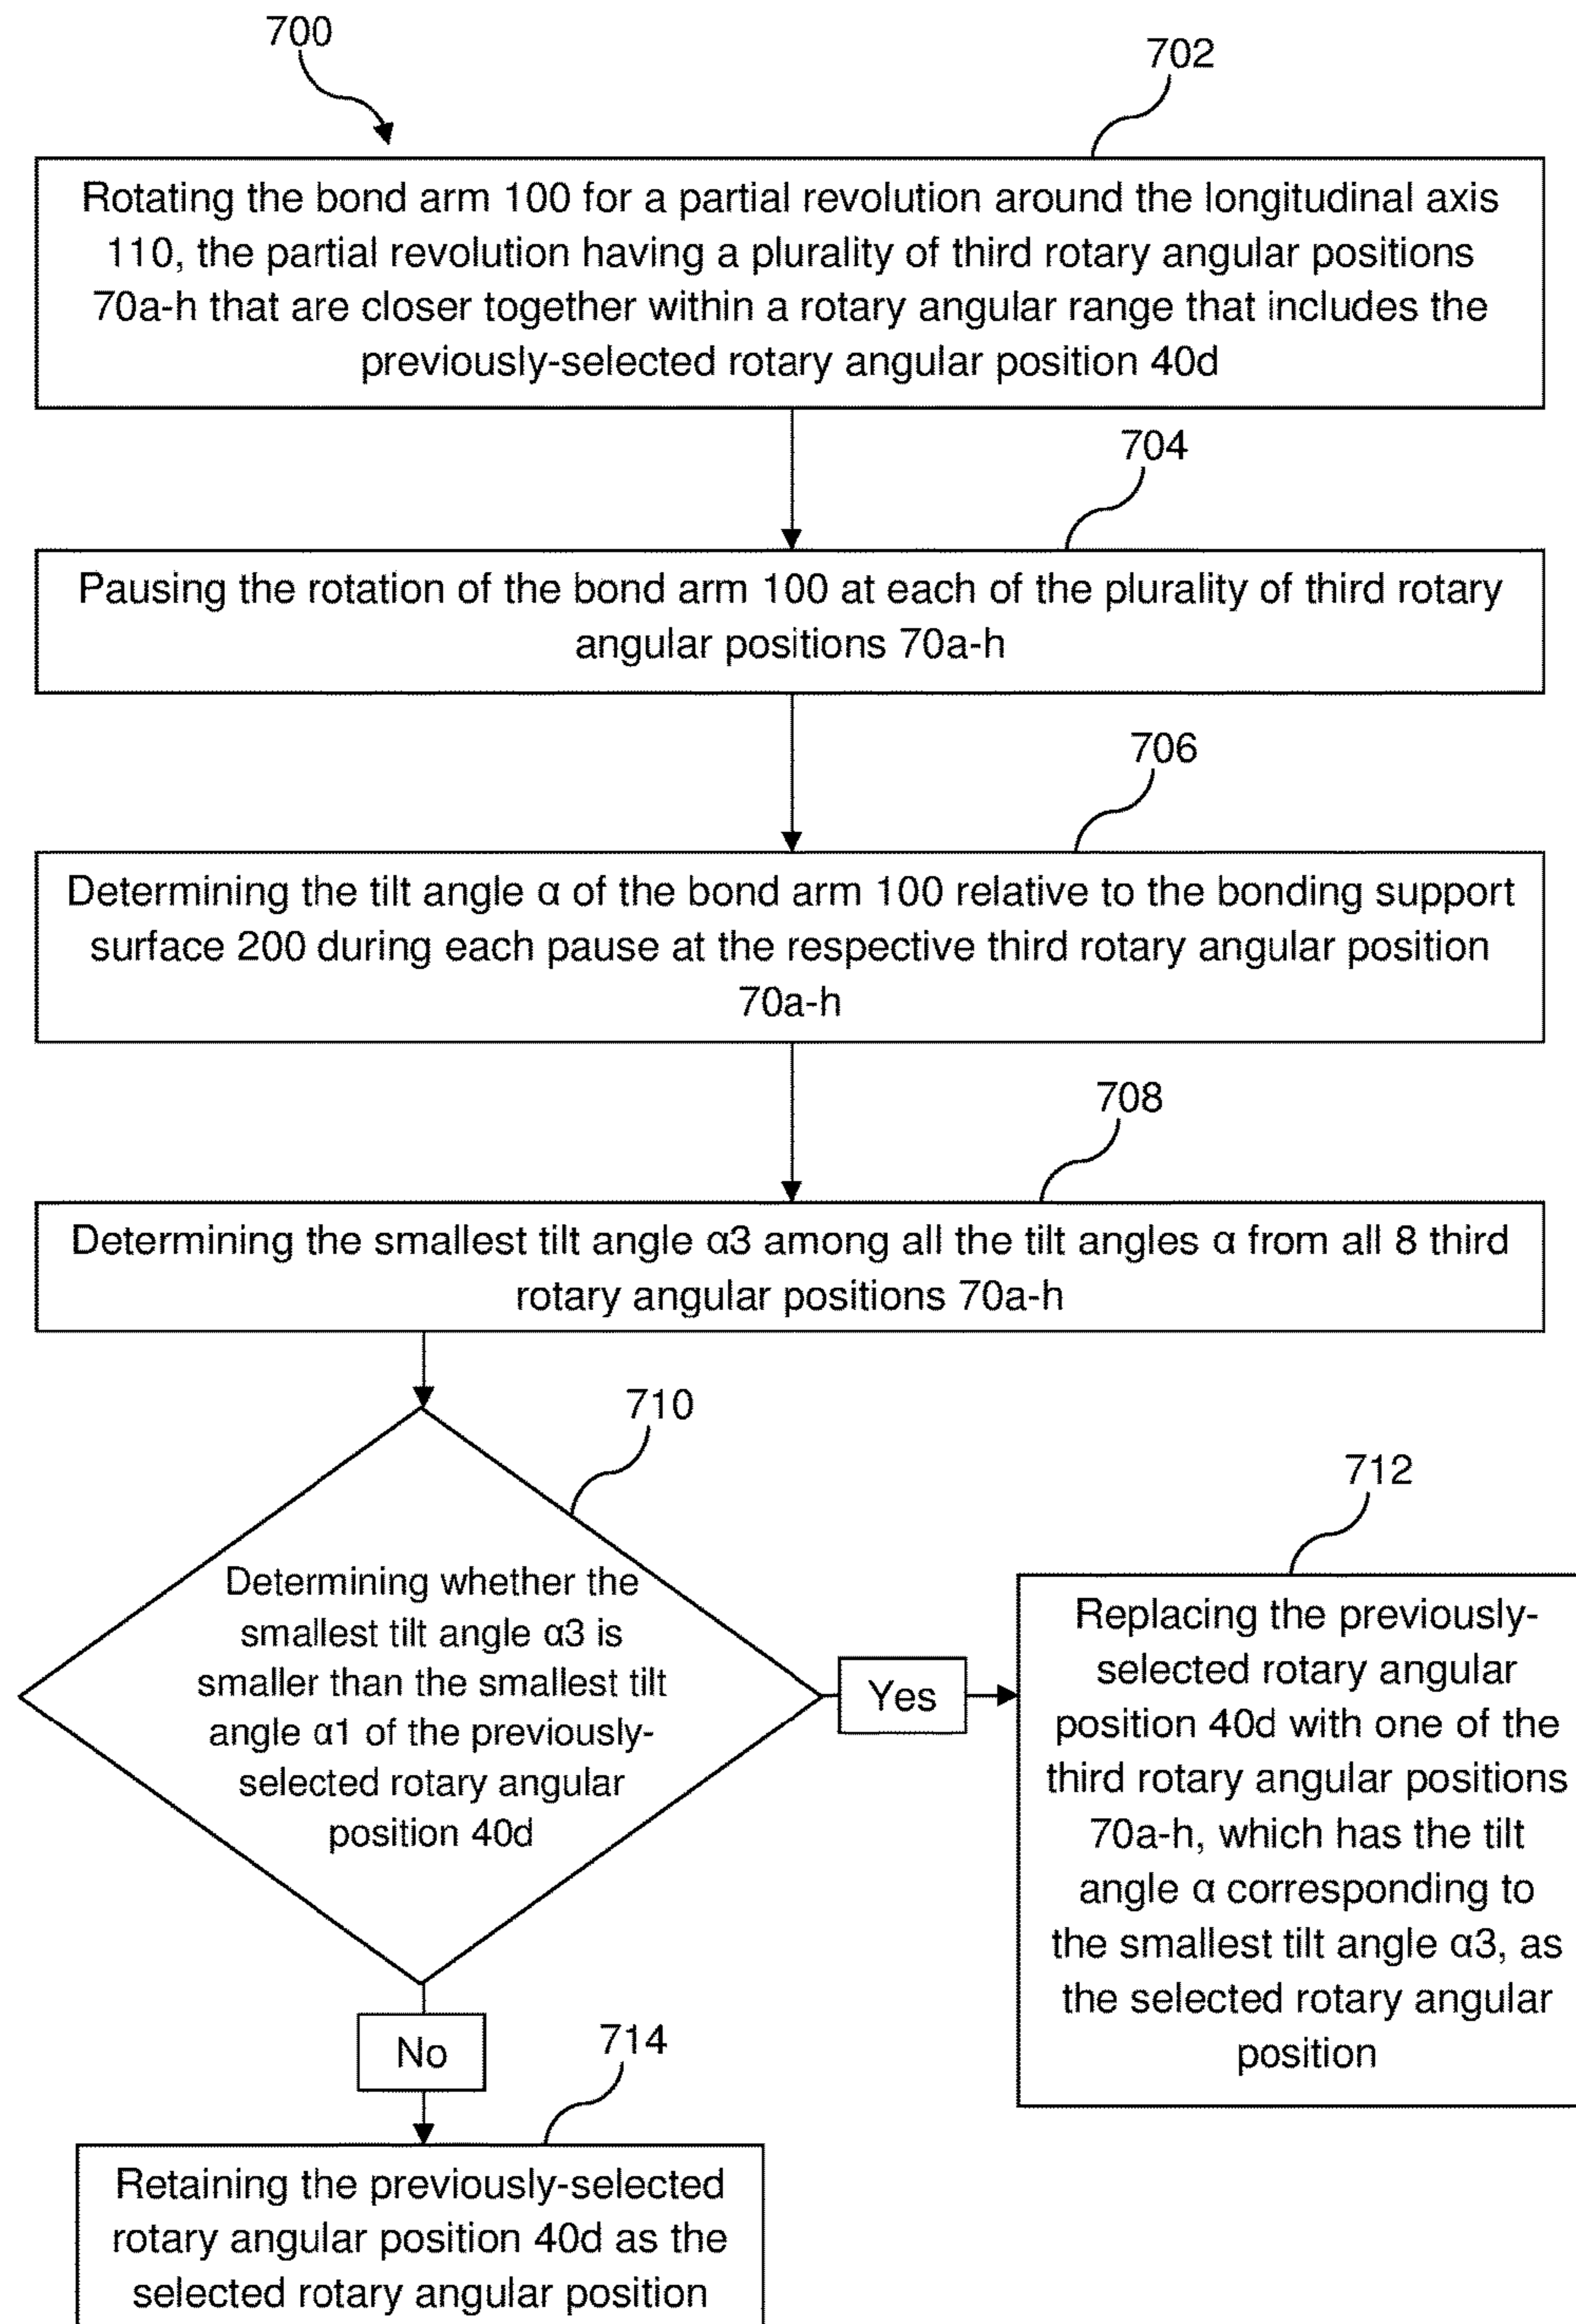 700
702
Rotating the bond arm 100 for a partial revolution around the longitudinal axis
110, the partial revolution having a plurality of third rotary angular positions
70a-h that are closer together within a rotary angular range that includes the
previously-selected rotary angular position 40d
704
Pausing the rotation of the bond arm 100 at each of the plurality of third rotary
angular positions 70a-h
706
Determining the tilt angle α of the bond arm 100 relative to the bonding support
surface 200 during each pause at the respective third rotary angular position
70a-h
708
Determining the smallest tilt angle α3 among all the tilt angles α from all 8 third
rotary angular positions 70a-h
710
Determining whether the
smallest tilt angle α3 is
smaller than the smallest tilt
angle α1 of the previously-
selected rotary angular
position 40d
Yes
712
Replacing the previously-
selected rotary angular
position 40d with one of the
third rotary angular positions
70a-h, which has the tilt
angle α corresponding to
the smallest tilt angle α3, as
the selected rotary angular
position
No
714
Retaining the previously-selected
rotary angular position 40d as the
selected rotary angular position